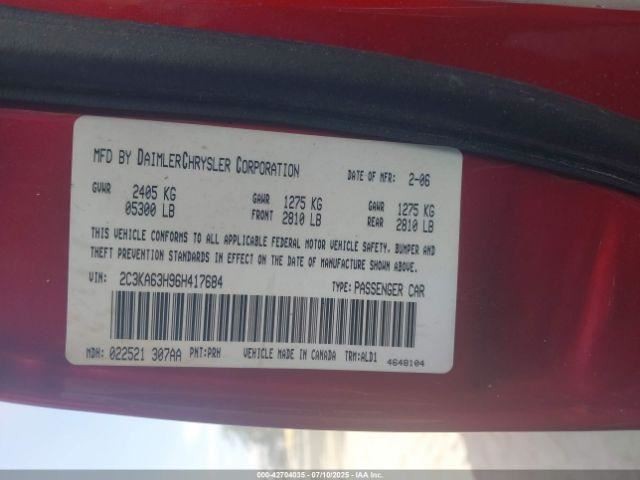 MFD BY DAIMLERCHRYSLER CORPORATION DATE OF MFR: 2-06
GVWR 2405 KG 05300 LB GAWR FRONT 1275 KG 2810 LB GAWR REAR 1275 KG 2810 LB
THIS VEHICLE CONFORMS TO ALL APPLICABLE FEDERAL MOTOR VEHICLE SAFETY, BUMPER AND
THEFT PREVENTION STANDARDS IN EFFECT ON THE DATE OF MANUFACTURE SHOWN ABOVE.
VIN: 2C3KA63H96H417684 TYPE: PASSENGER CAR
MDH: 022521 307AA PNT:PRH VEHICLE MADE IN CANADA TRM:ALD1 4648104
000-42704035 - 07/10/2025 - IAA Inc.